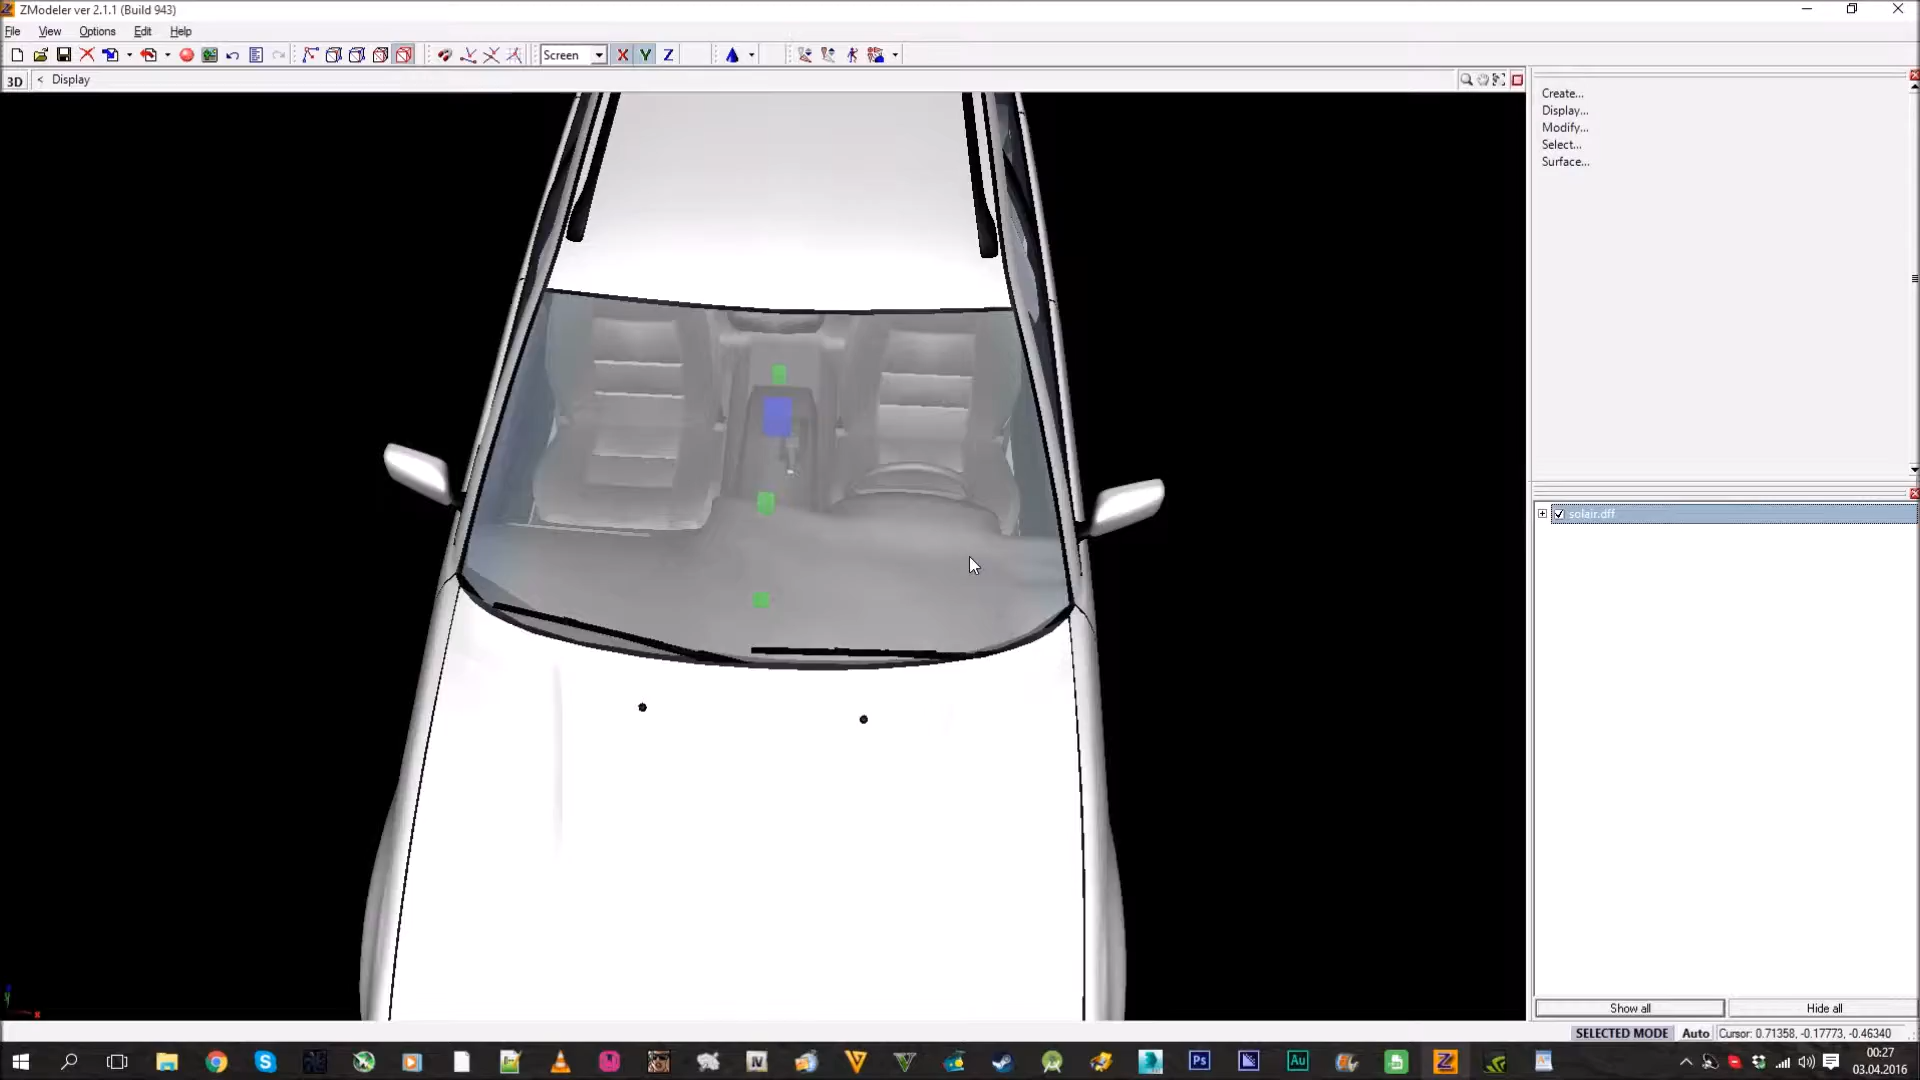 ZModeler ver 2.1.1 (Build 943)
File View Options Edit Help
Screen X Y Z
3D < Display
Create...
Display...
Modify...
Select...
Surface...
solair.dff
Show all Hide all
SELECTED MODE Auto Cursor: 0.71358, -0.17773, -0.46340
Ps Au Z
00:27
03.04.2016